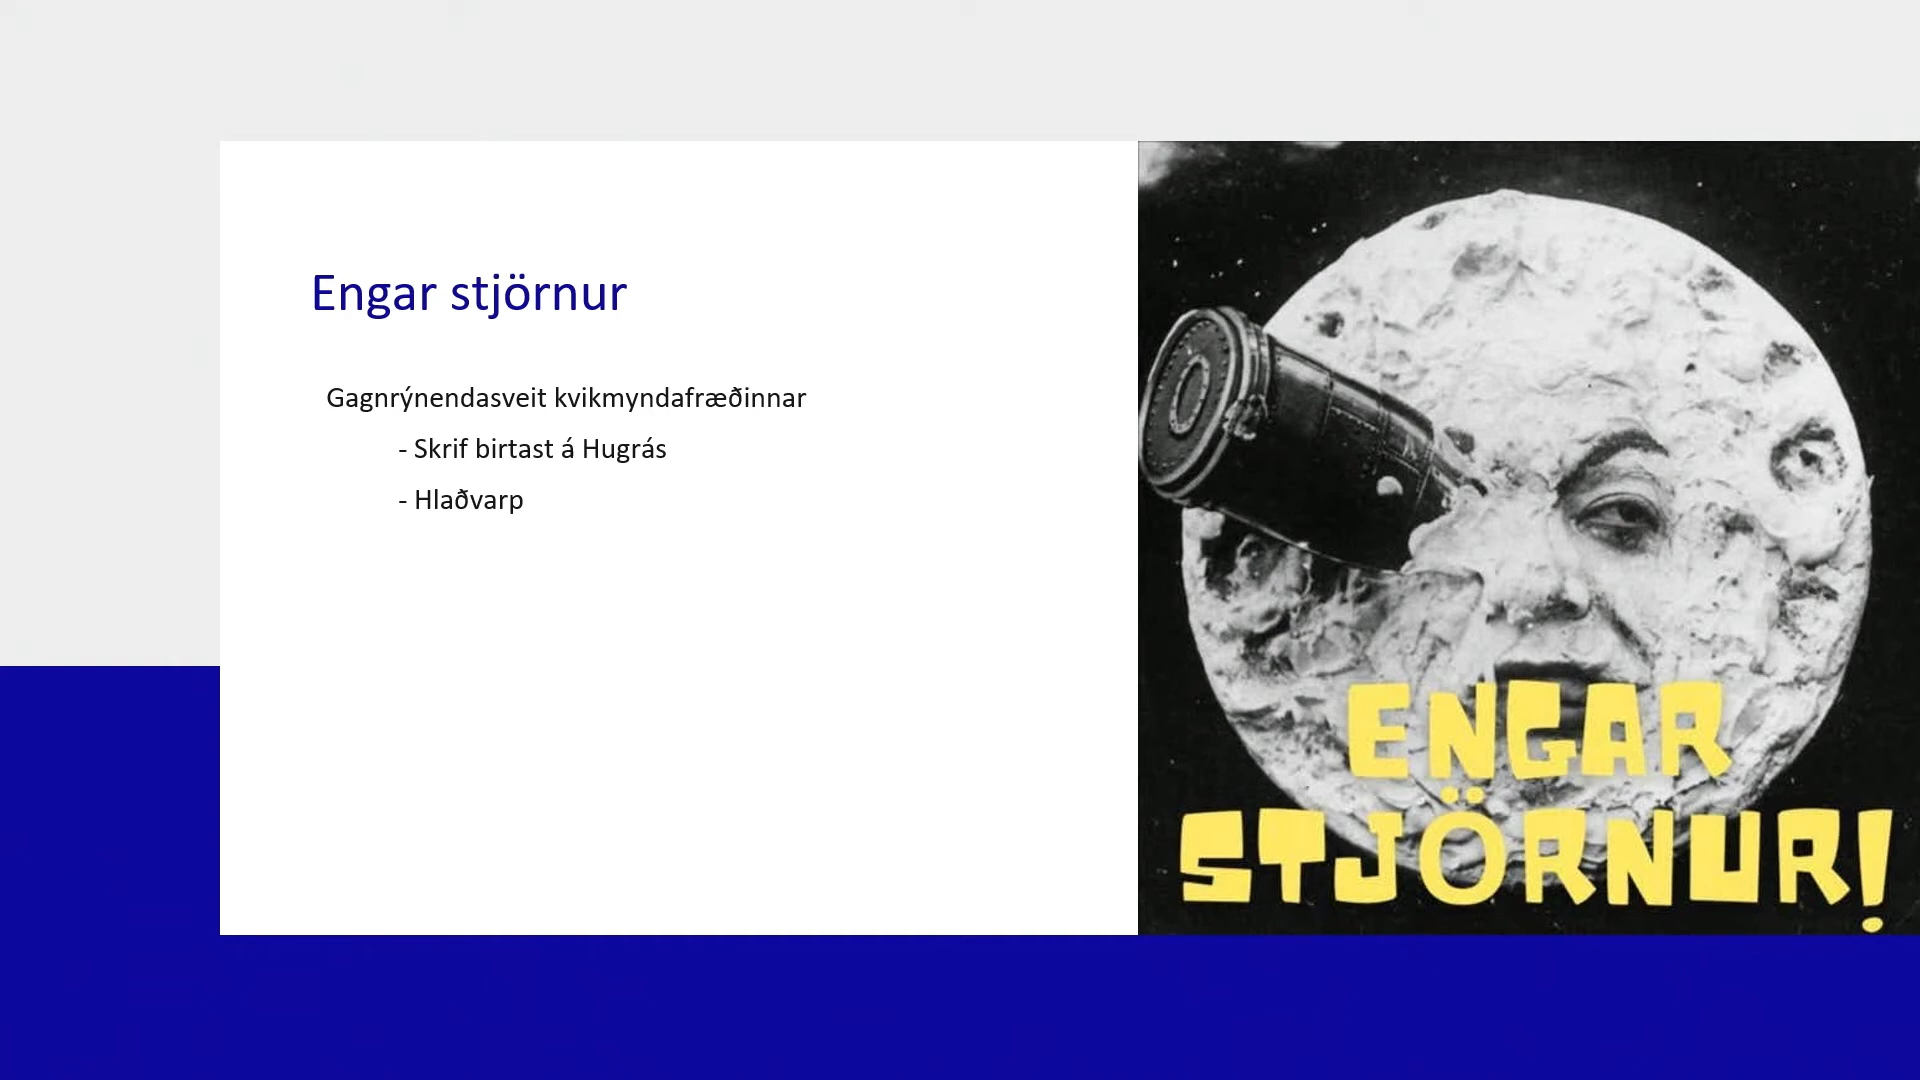 Engar stjörnur
Gagnrýnendasveit kvikmyndafræðinnar
- Skrif birtast á Hugrás
- Hlaðvarp
ENGAR
STJÖRNUR!